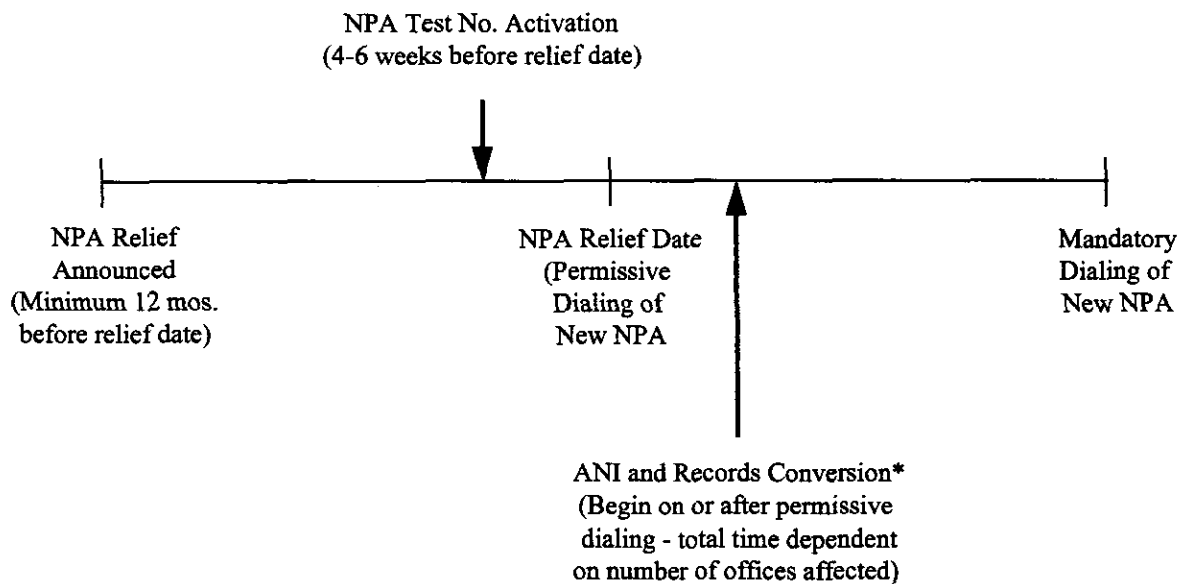 NPA Test No. Activation
(4-6 weeks before relief date)
NPA Relief
Announced
(Minimum 12 mos.
before relief date)
NPA Relief Date
(Permissive
Dialing of
New NPA
Mandatory
Dialing of
New NPA
ANI and Records Conversion*
(Begin on or after permissive
dialing - total time dependent
on number of offices affected)